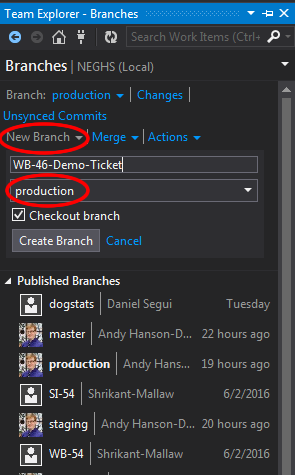 Team Explorer - Branches
Search Work Items (Ctrl+
Branches | NEGHS (Local)
Branch: production | Changes
Unsynced Commits
New Branch | Merge | Actions
WB-46-Demo-Ticket
production
Checkout branch
Create Branch Cancel
Published Branches
dogstats | Daniel Segui Tuesday
master | Andy Hanson-D... 22 hours ago
production | Andy Hans... 19 hours ago
SI-54 | Shrikant-Mallaw 6/2/2016
staging | Andy Hanson-D... 20 hours ago
WB-54 | Shrikant-Mallaw 6/2/2016